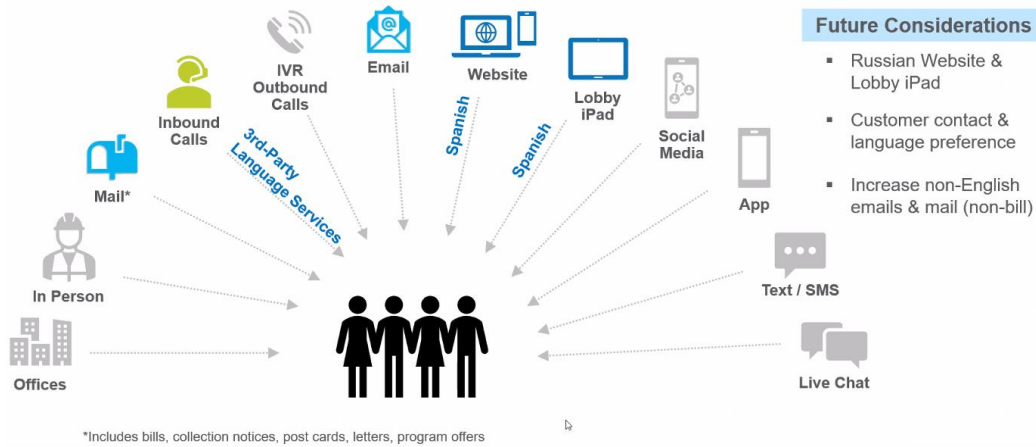 Future Considerations
▪ Russian Website &
Lobby iPad
▪ Customer contact &
language preference
▪ Increase non-English
emails & mail (non-bill)
Offices
In Person
Mail*
Inbound
Calls
3rd-Party
Language Services
IVR
Outbound
Calls
Email
Website
Spanish
Lobby
iPad
Spanish
Social
Media
App
Text / SMS
Live Chat
*Includes bills, collection notices, post cards, letters, program offers